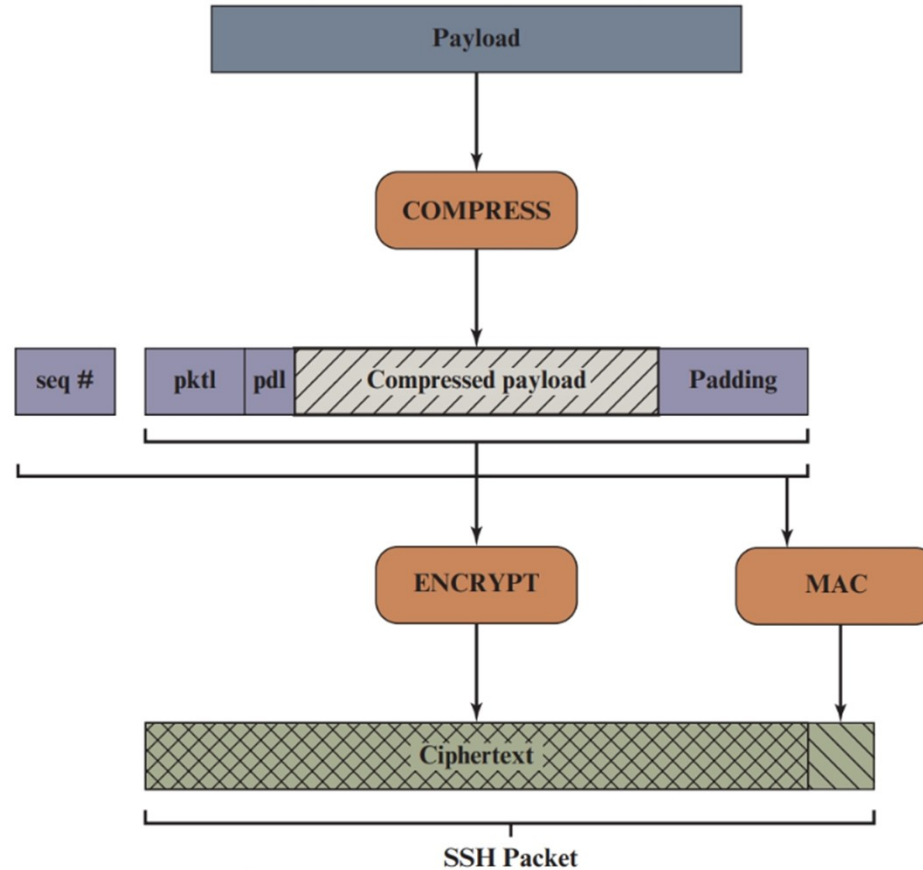 Payload
COMPRESS
seq # pktl pdl Compressed payload Padding
ENCRYPT MAC
Ciphertext
SSH Packet